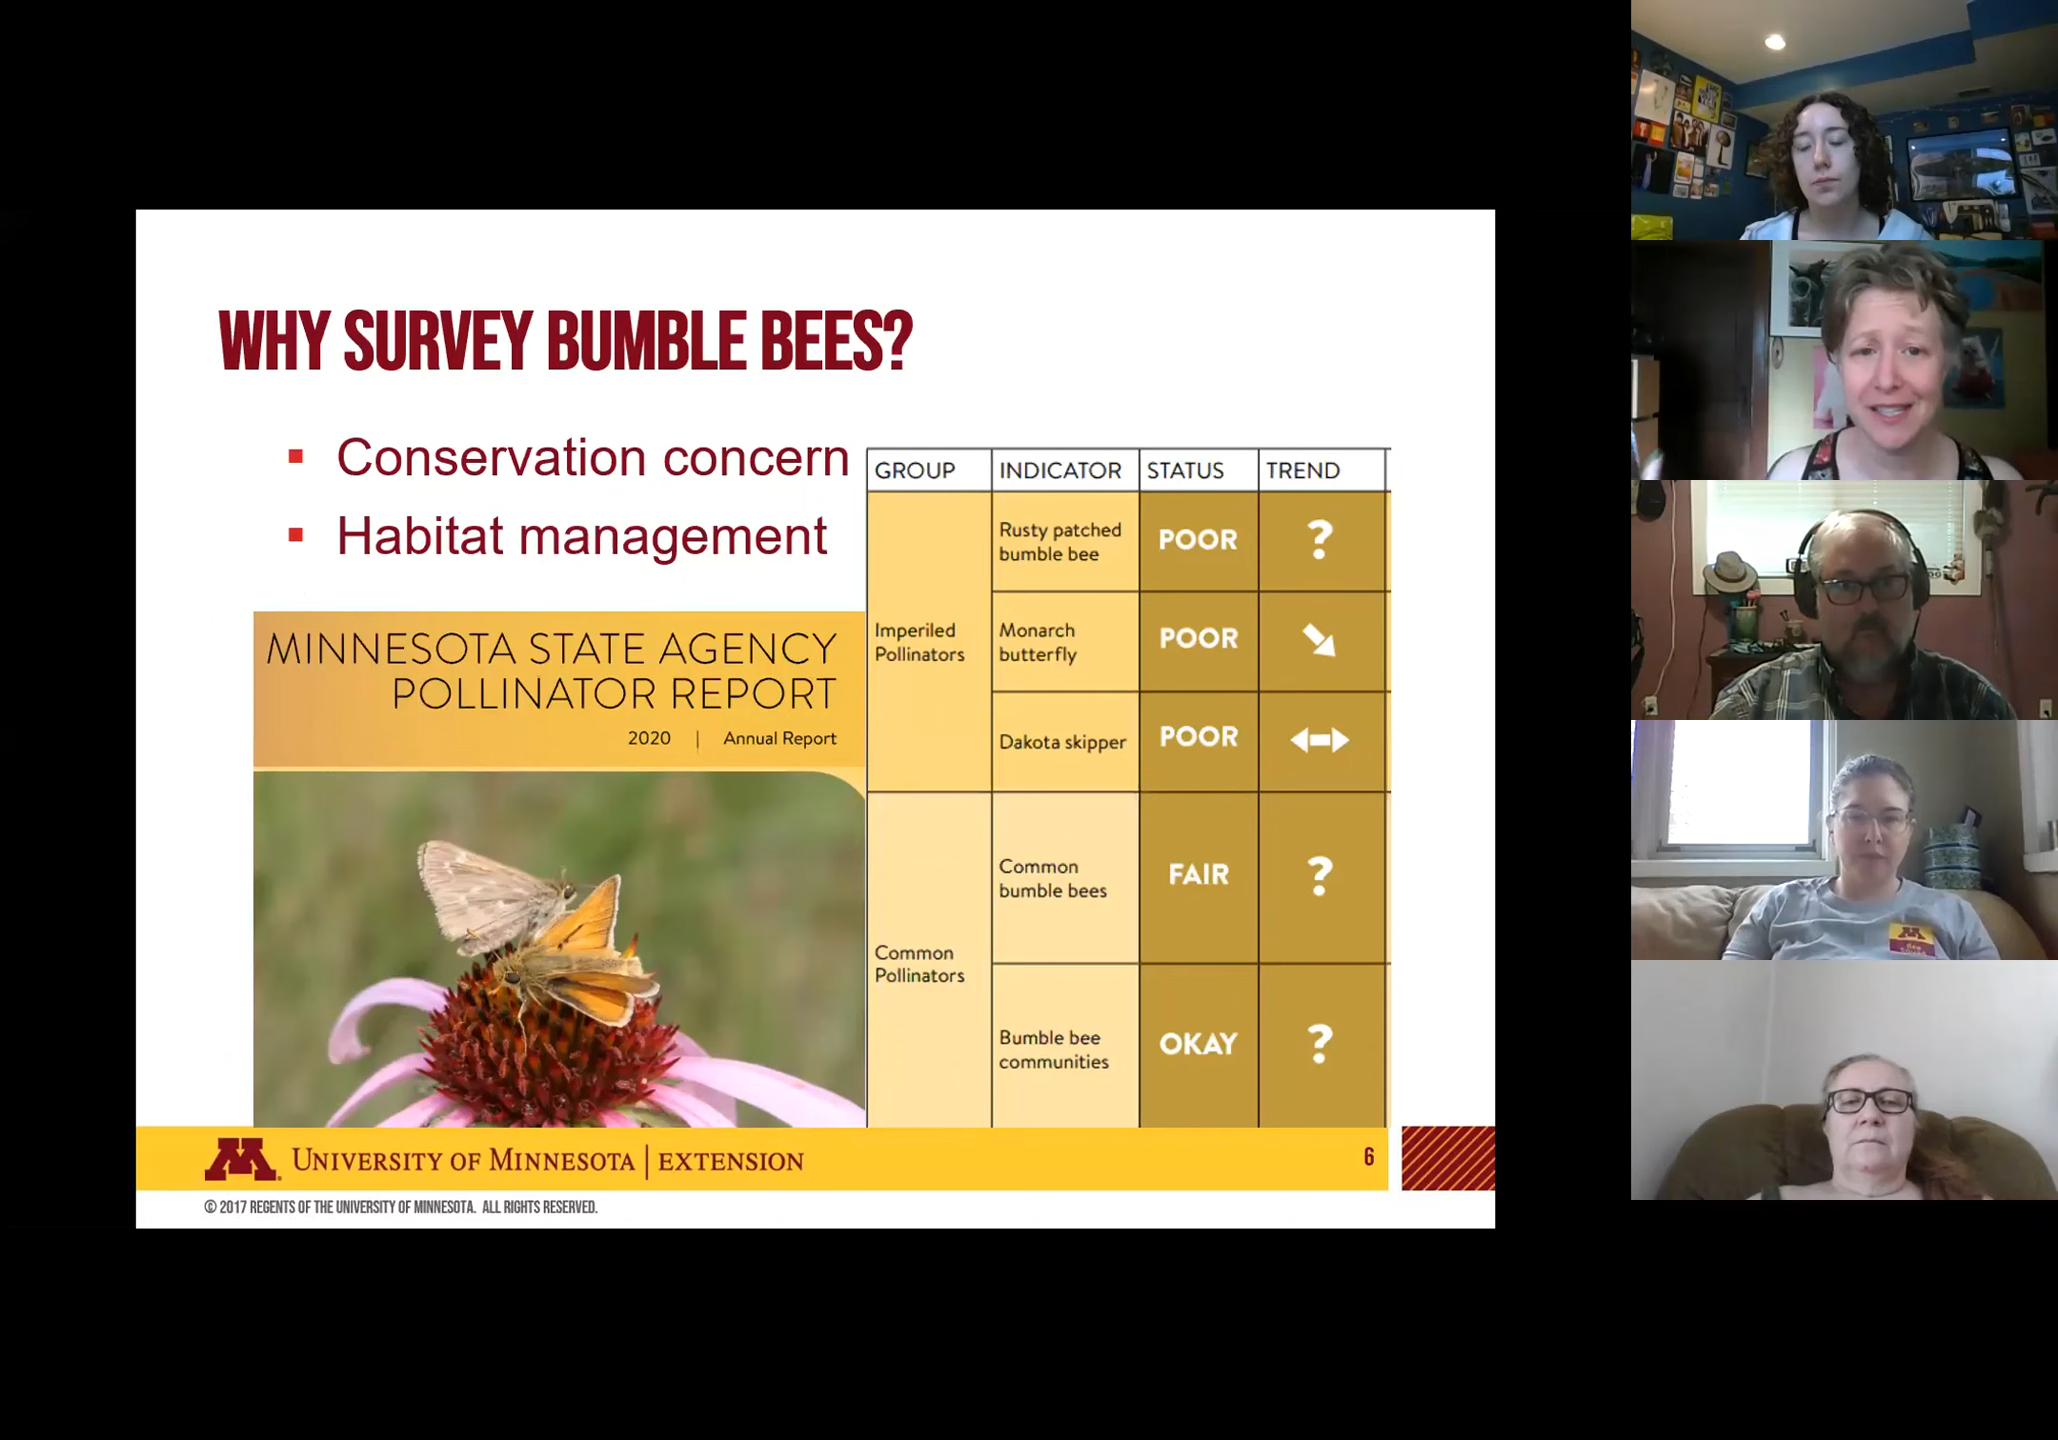 WHY SURVEY BUMBLE BEES?
Conservation concern
Habitat management
MINNESOTA STATE AGENCY
POLLINATOR REPORT
2020 | Annual Report
GROUP INDICATOR STATUS TREND
Imperiled
Pollinators
Rusty patched
bumble bee
POOR ?
Monarch
butterfly
POOR
Dakota skipper POOR
Common
Pollinators
Common
bumble bees
FAIR ?
Bumble bee
communities
OKAY ?
M UNIVERSITY OF MINNESOTA | EXTENSION
6
© 2017 REGENTS OF THE UNIVERSITY OF MINNESOTA. ALL RIGHTS RESERVED.